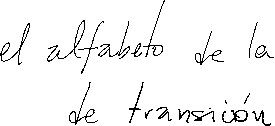 el alfabeto de la
de transición